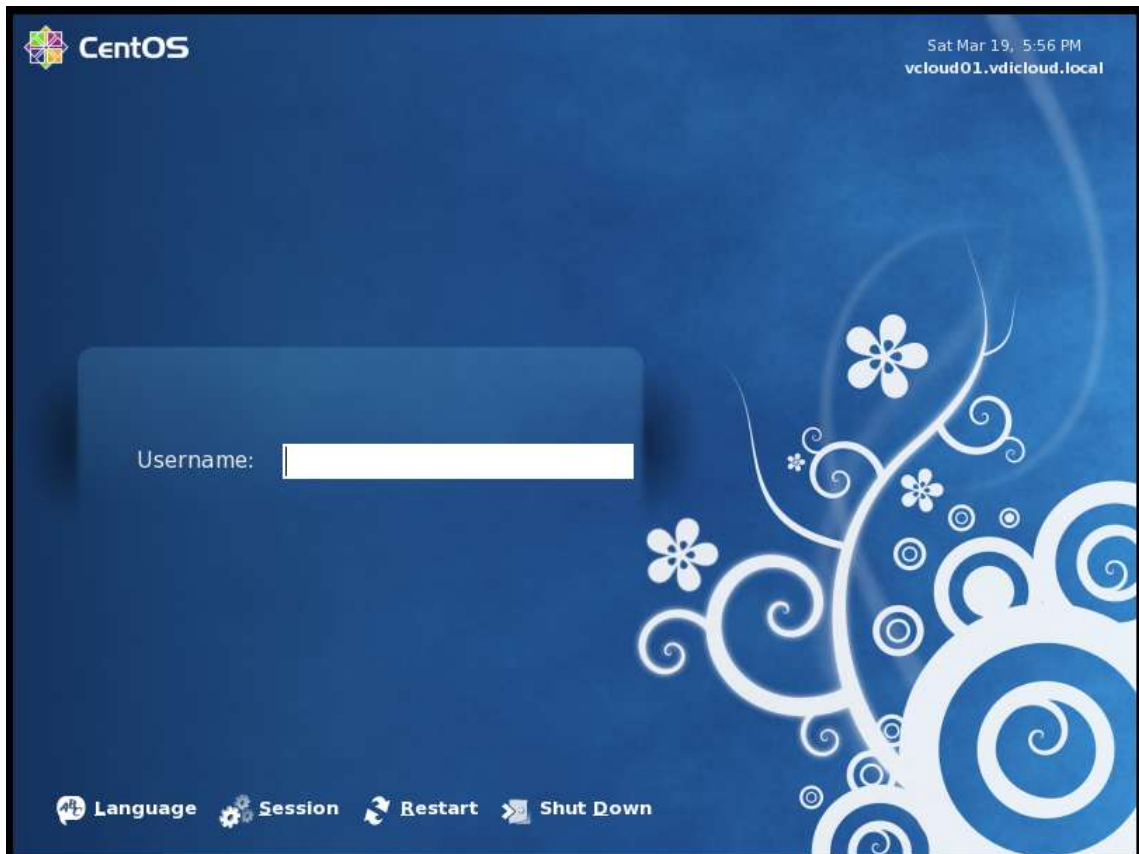 CentOS
Sat Mar 19, 5:56 PM
vcloud01.vdicloud.local
Username:
Language Session Restart Shut Down